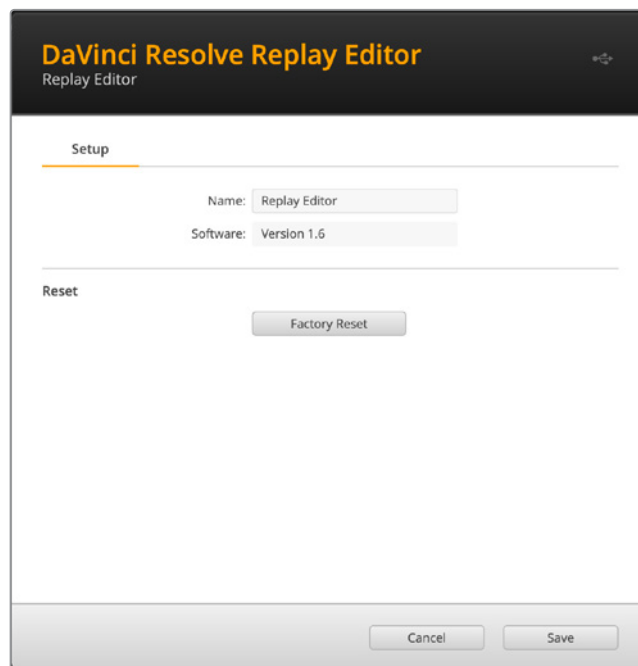 DaVinci Resolve Replay Editor
Replay Editor
Setup
Name: Replay Editor
Software: Version 1.6
Reset
Factory Reset
Cancel Save